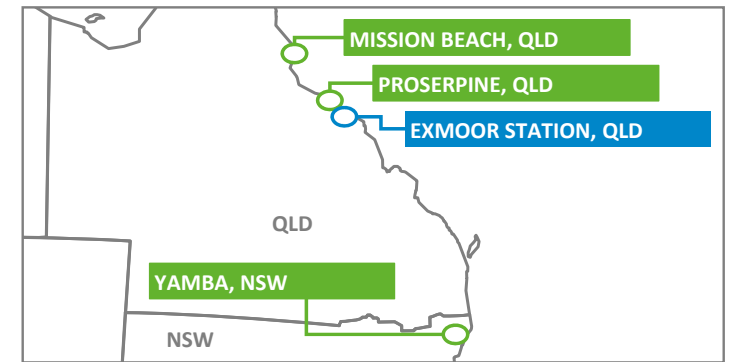 MISSION BEACH, QLD
PROSERPINE, QLD
EXMOOR STATION, QLD
QLD
YAMBA, NSW
NSW